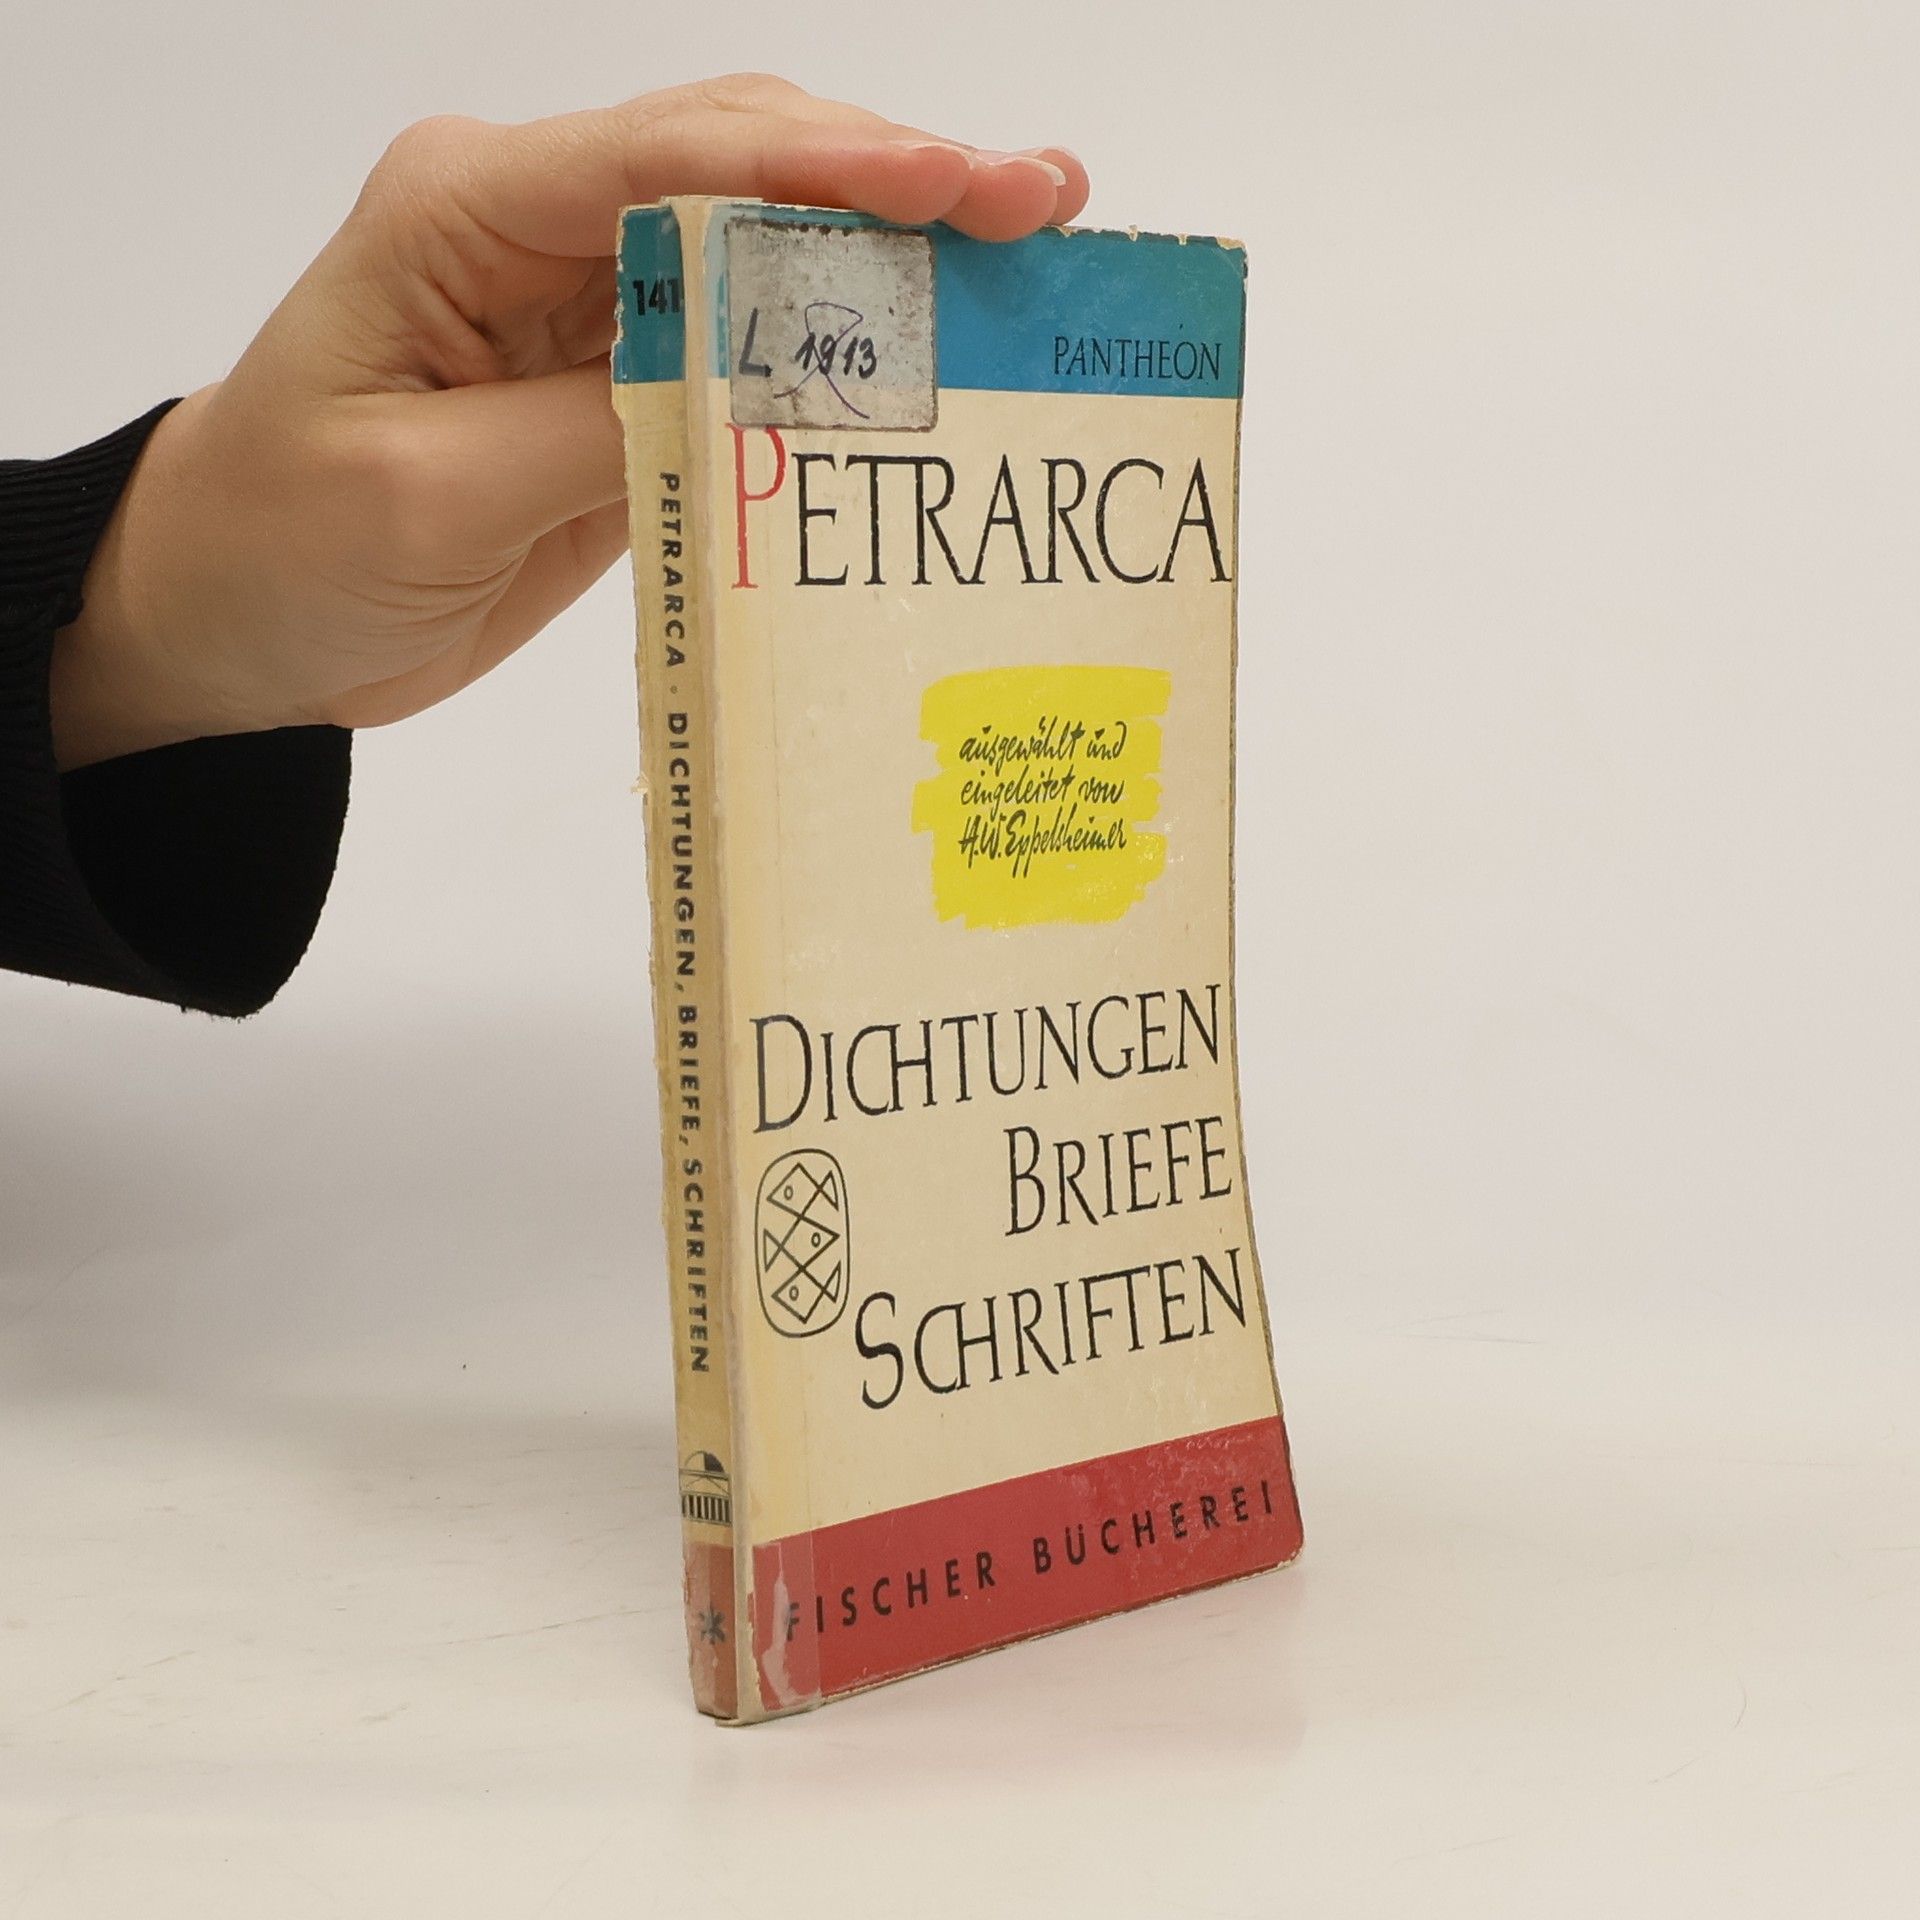 141
PETRARCA · DICHTUNGEN, BRIEFE, SCHRIFTEN
L 1913
PANTHEON
PETRARCA
ausgewählt und
eingeleitet von
H.W. Eppelsheimer
DICHTUNGEN
BRIEFE
SCHRIFTEN
FISCHER BÜCHEREI